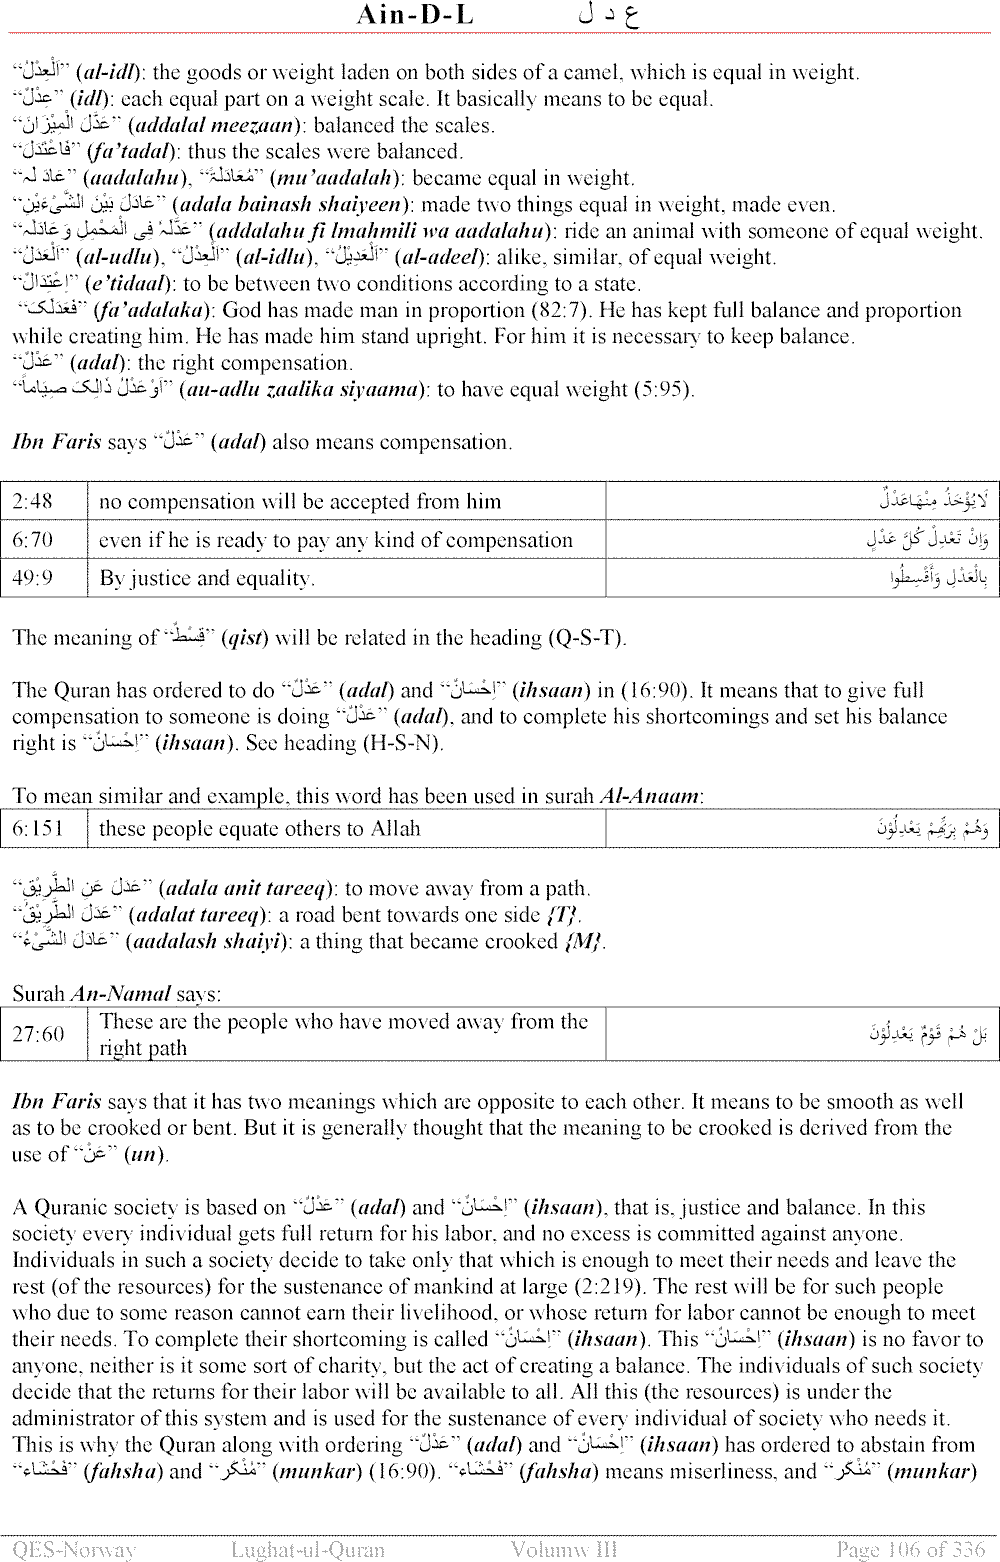 Ain-D-L ع د ل
“اَلْعِدْلُ” (al-idl): the goods or weight laden on both sides of a camel, which is equal in weight.
“عِدْلٌ” (idl): each equal part on a weight scale. It basically means to be equal.
“عَدَّلَ الْمِيْزَانَ” (addalal meezaan): balanced the scales.
“فَاعْتَدَلَ” (fa’tadal): thus the scales were balanced.
“عَادَ لَہ” (aadalahu), “مُعَادَلَۃً” (mu’aadalah): became equal in weight.
“عَادَلَ بَيْنَ الشَّیْءَيْنِ” (adala bainash shaiyeen): made two things equal in weight, made even.
“عَدَّلَہٗ فِی الْمَحْمِلِ وَعَادَلَہ” (addalahu fi lmahmili wa aadalahu): ride an animal with someone of equal weight.
“اَلْعَدْلُ” (al-udlu), “اَلْعِدْلُ” (al-idlu), “اَلْعَدِيْلُ” (al-adeel): alike, similar, of equal weight.
“اِعْتِدَالٌ” (e’tidaal): to be between two conditions according to a state.
“فَعَدَلَکَ” (fa’adalaka): God has made man in proportion (82:7). He has kept full balance and proportion
while creating him. He has made him stand upright. For him it is necessary to keep balance.
“عَدْلٌ” (adal): the right compensation.
“اَوْ عَدْلُ ذَالِکَ صِيَاماً” (au-adlu zaalika siyaama): to have equal weight (5:95).
Ibn Faris says “عَدْلٌ” (adal) also means compensation.
2:48 no compensation will be accepted from him لَايُؤْخَذُ مِنْهَاعَدْلٌ
6:70 even if he is ready to pay any kind of compensation وَاِنْ تَعْدِلْ كُلَّ عَدْلٍ
49:9 By justice and equality. بِالْعَدْلِ وَأَقْسِطُوا
The meaning of “قِسْطٌ” (qist) will be related in the heading (Q-S-T).
The Quran has ordered to do “عَدْلٌ” (adal) and “اِحْسَانٌ” (ihsaan) in (16:90). It means that to give full
compensation to someone is doing “عَدْلٌ” (adal), and to complete his shortcomings and set his balance
right is “اِحْسَانٌ” (ihsaan). See heading (H-S-N).
To mean similar and example, this word has been used in surah Al-Anaam:
6:151 these people equate others to Allah وَهُمْ بِرَبِّهِمْ يَعْدِلُوْنَ
“عَدَلَ عَنِ الطَّرِيْقِ” (adala anit tareeq): to move away from a path.
“عَدَلَ الطَّرِيْقُ” (adalat tareeq): a road bent towards one side {T}.
“عَادَلَ الشَّیْءُ” (aadalash shaiyi): a thing that became crooked {M}.
Surah An-Namal says:
27:60 These are the people who have moved away from the right path بَلْ هُمْ قَوْمٌ يَعْدِلُوْنَ
Ibn Faris says that it has two meanings which are opposite to each other. It means to be smooth as well
as to be crooked or bent. But it is generally thought that the meaning to be crooked is derived from the
use of “عَنْ” (un).
A Quranic society is based on “عَدْلٌ” (adal) and “اِحْسَانٌ” (ihsaan), that is, justice and balance. In this
society every individual gets full return for his labor, and no excess is committed against anyone.
Individuals in such a society decide to take only that which is enough to meet their needs and leave the
rest (of the resources) for the sustenance of mankind at large (2:219). The rest will be for such people
who due to some reason cannot earn their livelihood, or whose return for labor cannot be enough to meet
their needs. To complete their shortcoming is called “اِحْسَانٌ” (ihsaan). This “اِحْسَانٌ” (ihsaan) is no favor to
anyone, neither is it some sort of charity, but the act of creating a balance. The individuals of such society
decide that the returns for their labor will be available to all. All this (the resources) is under the
administrator of this system and is used for the sustenance of every individual of society who needs it.
This is why the Quran along with ordering “عَدْلٌ” (adal) and “اِحْسَانٌ” (ihsaan) has ordered to abstain from
“فَحْشَاء” (fahsha) and “مُنْکَر” (munkar) (16:90). “فَحْشَاء” (fahsha) means miserliness, and “مُنْکَر” (munkar)
QES-Norway Lughat-ul-Quran Volumw III Page 106 of 336